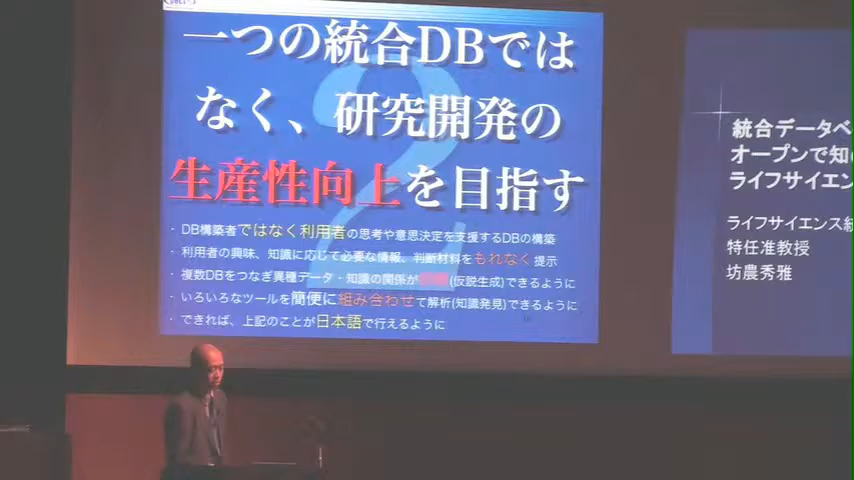 一つの統合DBでは
なく、研究開発の
生産性向上を目指す
・DB構築者ではなく利用者の思考や意思決定を支援するDBの構築
・利用者の興味、知識に応じて必要な情報、判断材料をもれなく提示
・複数DBをつなぎ異種データ・知識の関係が(仮説生成)できるように
・いろいろなツールを簡便に組み合わせて解析(知識発見)できるように
・できれば、上記のことが日本語で行えるように
統合データベ
オープンで知
ライフサイエン
ライフサイエンス統
特任准教授
坊農秀雅